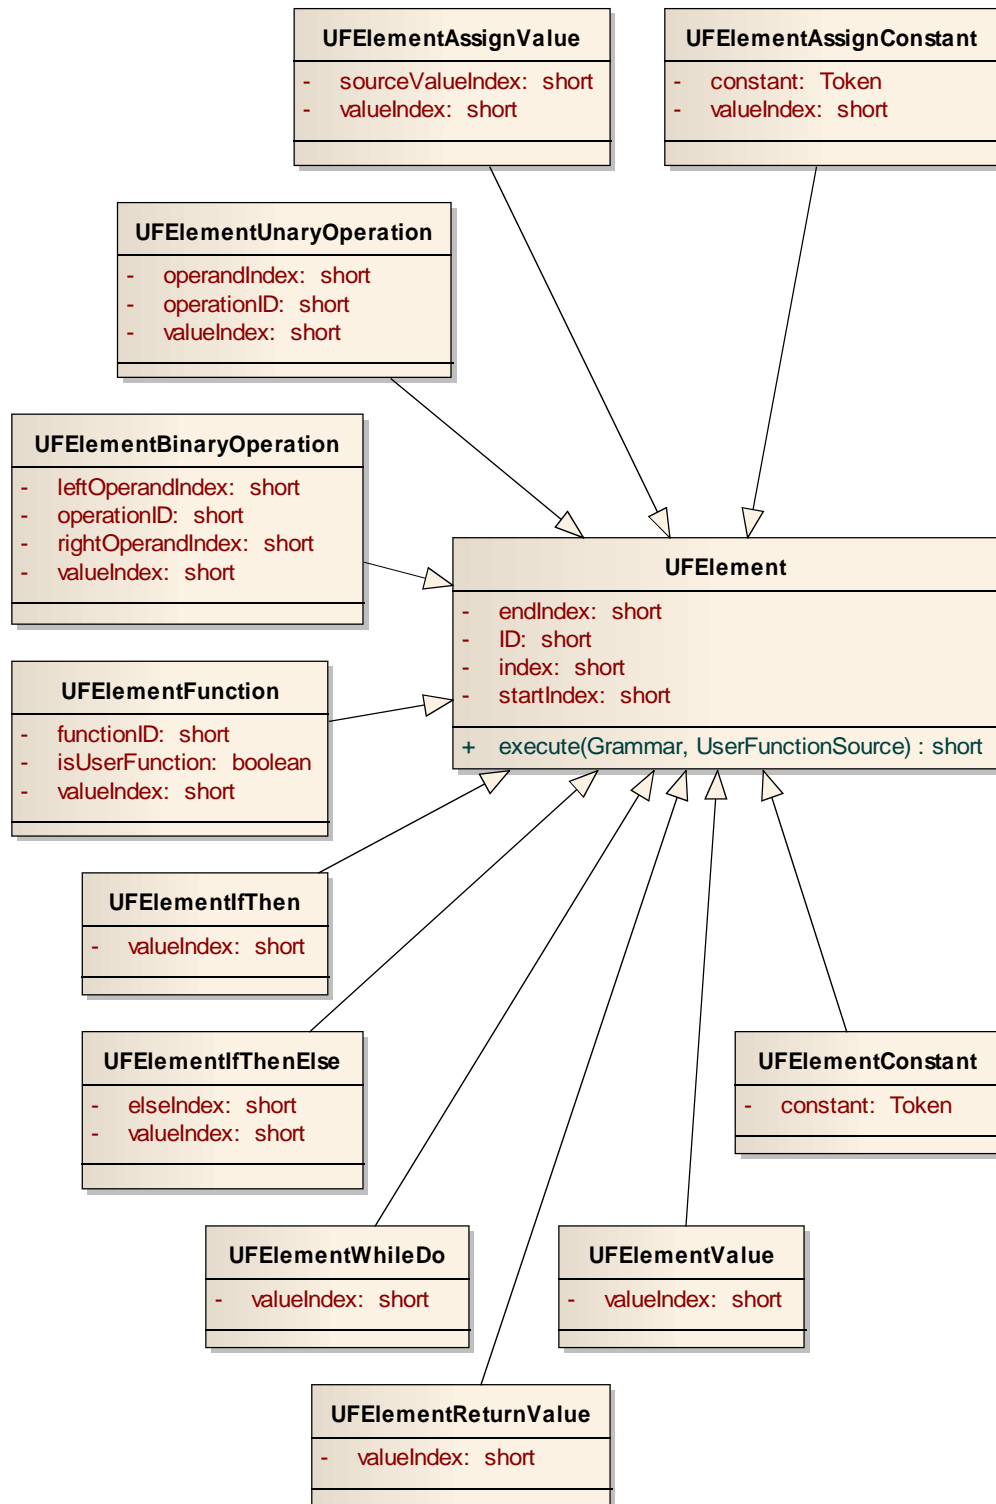 UFElementAssignValue
- sourceValueIndex: short
- valueIndex: short
UFElementAssignConstant
- constant: Token
- valueIndex: short
UFElementUnaryOperation
- operandIndex: short
- operationID: short
- valueIndex: short
UFElementBinaryOperation
- leftOperandIndex: short
- operationID: short
- rightOperandIndex: short
- valueIndex: short
UFElement
- endIndex: short
- ID: short
- index: short
- startIndex: short
+ execute(Grammar, UserFunctionSource) : short
UFElementFunction
- functionID: short
- isUserFunction: boolean
- valueIndex: short
UFElementIfThen
- valueIndex: short
UFElementIfThenElse
- elseIndex: short
- valueIndex: short
UFElementConstant
- constant: Token
UFElementWhileDo
- valueIndex: short
UFElementValue
- valueIndex: short
UFElementReturnValue
- valueIndex: short